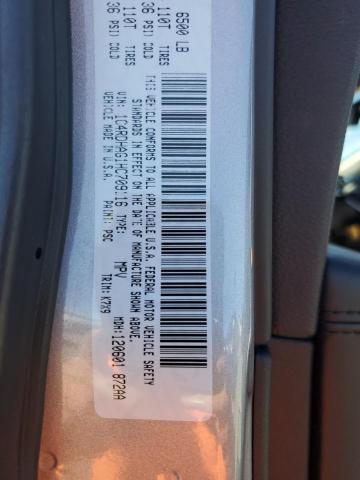 6500 LB
110T TIRES
36 PSI COLD
110T TIRES
36 PSI COLD
THIS VEHICLE CONFORMS TO ALL APPLICABLE U.S.A. FEDERAL MOTOR VEHICLE SAFETY
STANDARDS IN EFFECT ON THE DATE OF MANUFACTURE SHOWN ABOVE.
VIN: 1C4RDHAG1HC709116 TYPE: MPV MDH: 120601 872AA
MADE IN U.S.A. PAINT: PSC TRIM: K7X9